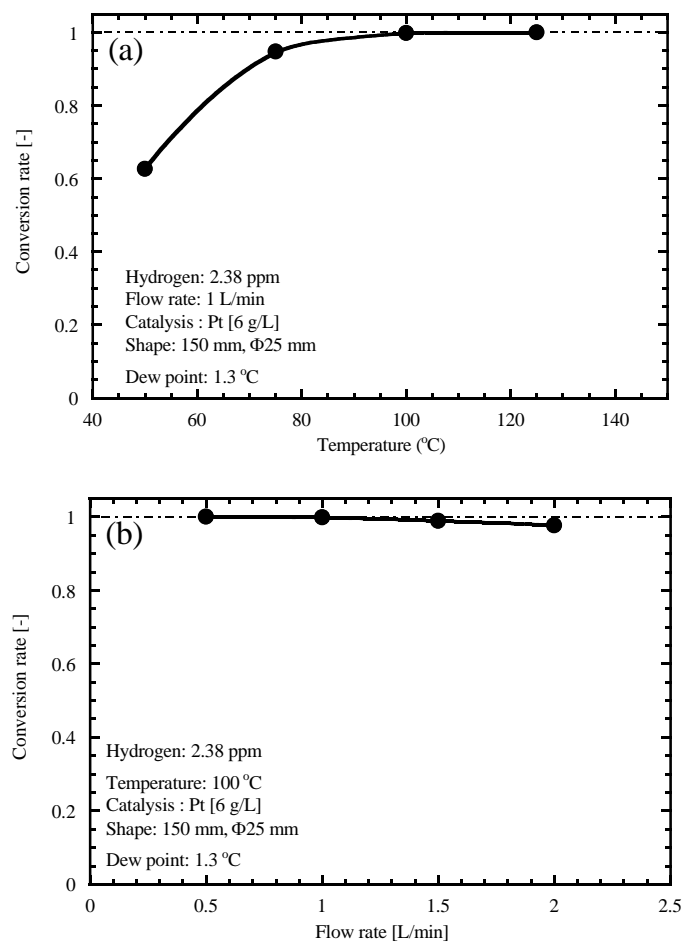 (a)
1
0.8
0.6
0.4
0.2
0
Conversion rate [-]
Hydrogen: 2.38 ppm
Flow rate: 1 L/min
Catalysis : Pt [6 g/L]
Shape: 150 mm, Φ25 mm
Dew point: 1.3 °C
40 60 80 100 120 140
Temperature (°C)
(b)
1
0.8
0.6
0.4
0.2
0
Conversion rate [-]
Hydrogen: 2.38 ppm
Temperature: 100 °C
Catalysis : Pt [6 g/L]
Shape: 150 mm, Φ25 mm
Dew point: 1.3 °C
0 0.5 1 1.5 2 2.5
Flow rate [L/min]